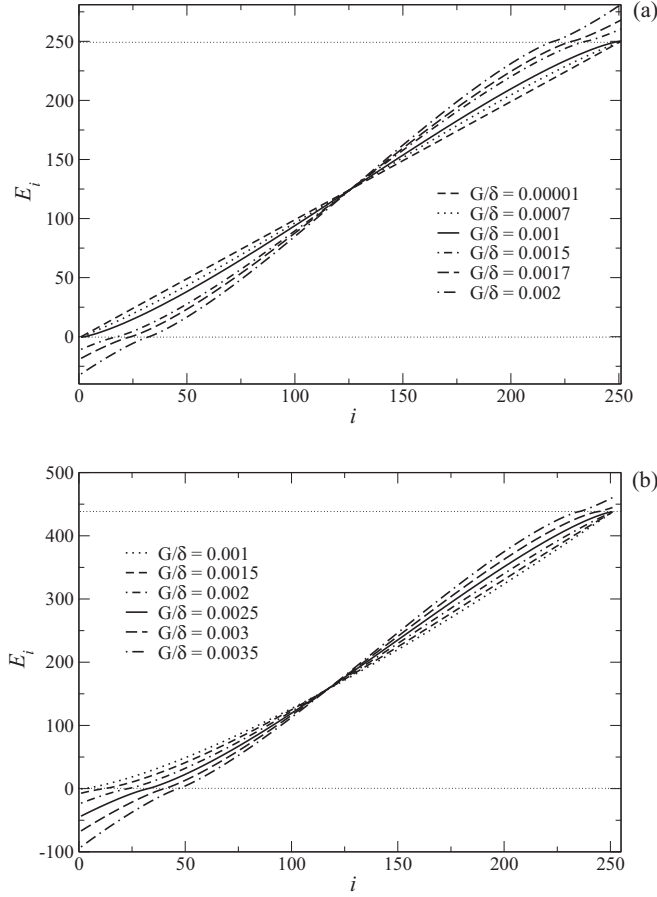 (a)
250
200
150
100
50
0
E_i
G/δ = 0.00001
G/δ = 0.0007
G/δ = 0.001
G/δ = 0.0015
G/δ = 0.0017
G/δ = 0.002
0 50 100 150 200 250
i
(b)
500
400
300
200
100
0
-100
E_i
G/δ = 0.001
G/δ = 0.0015
G/δ = 0.002
G/δ = 0.0025
G/δ = 0.003
G/δ = 0.0035
0 50 100 150 200 250
i